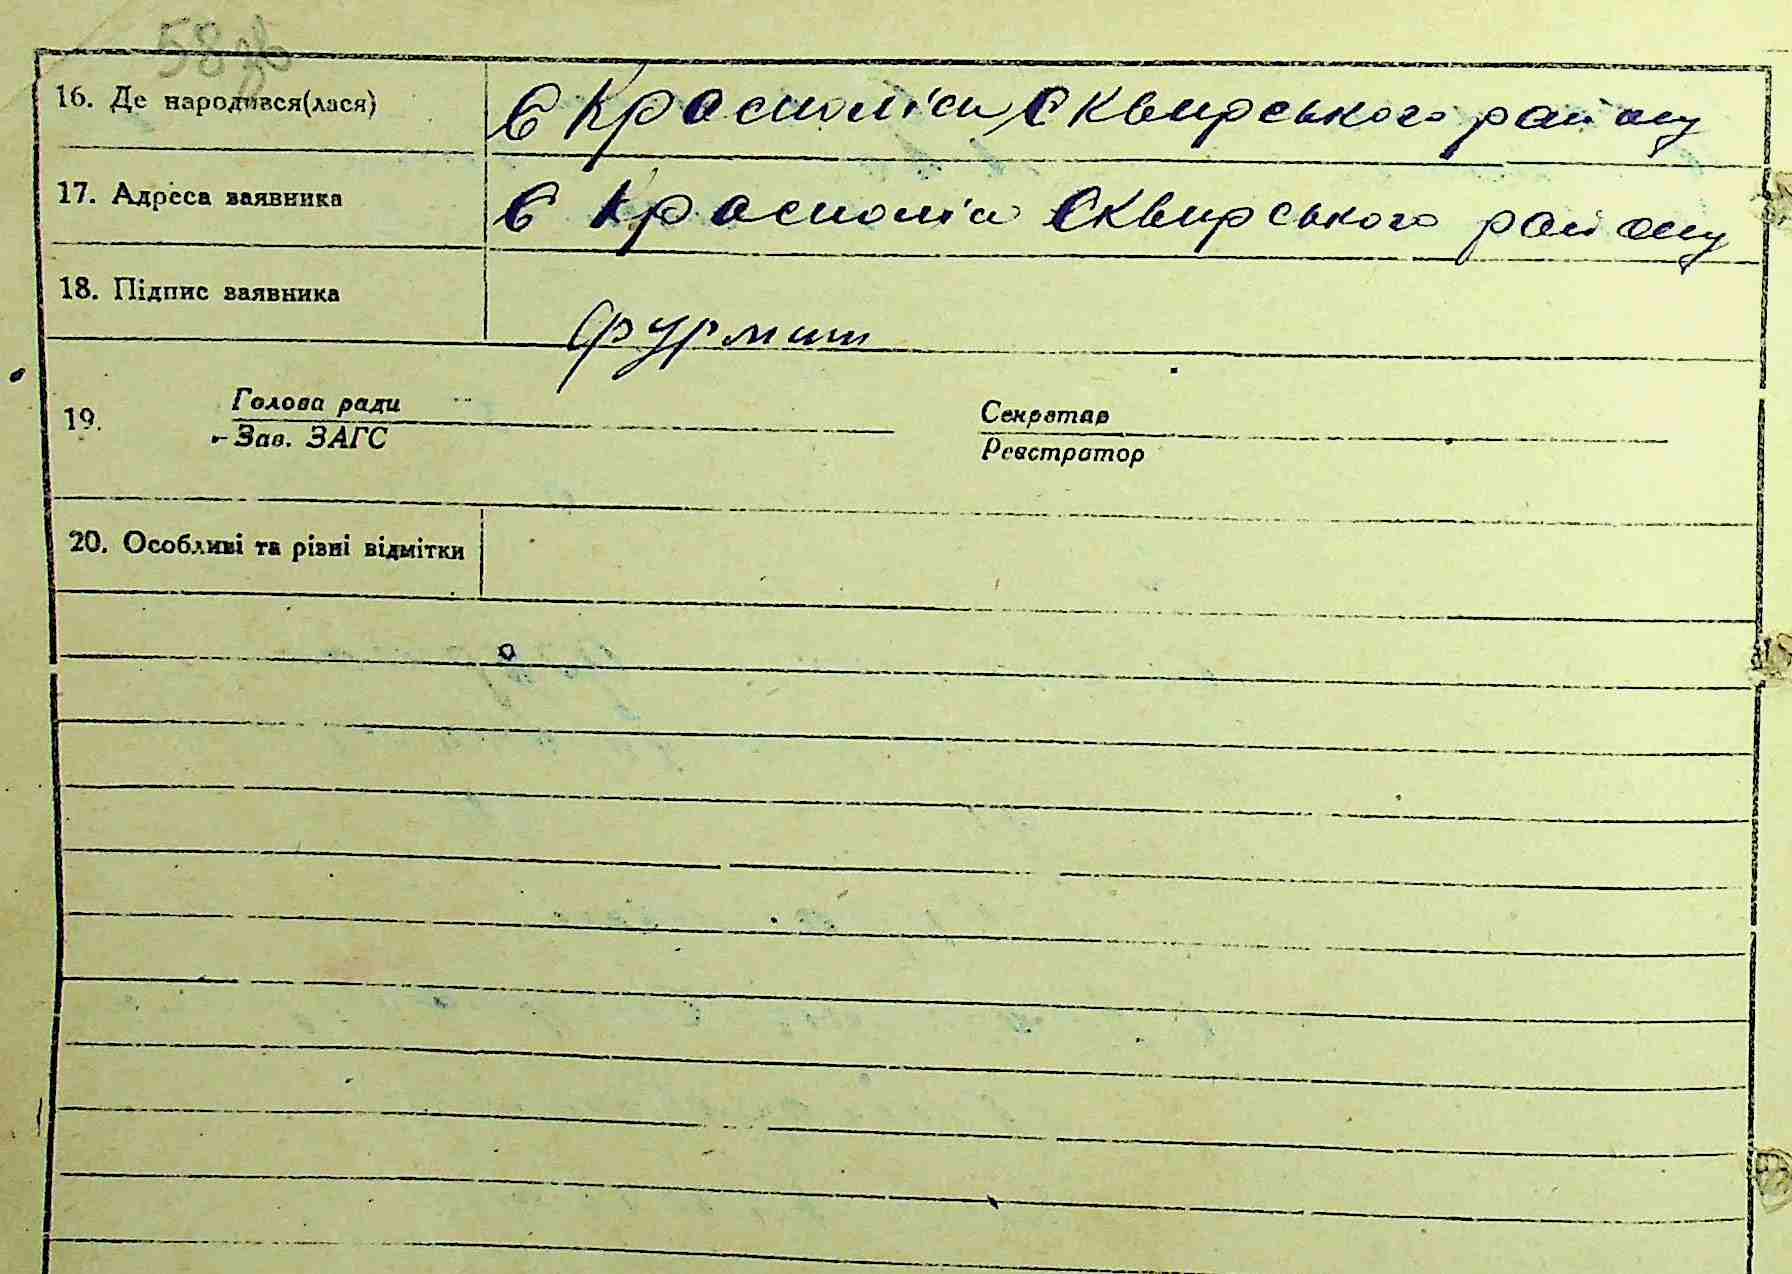 58 зв
16. Де народився(лася) с Красноліси Сквирського району
17. Адреса заявника с Красноліси Сквирського району
18. Підпис заявника Фурман
19. Голова ради Секретар
Зав. ЗАГС Реєстратор
20. Особливі та різні відмітки